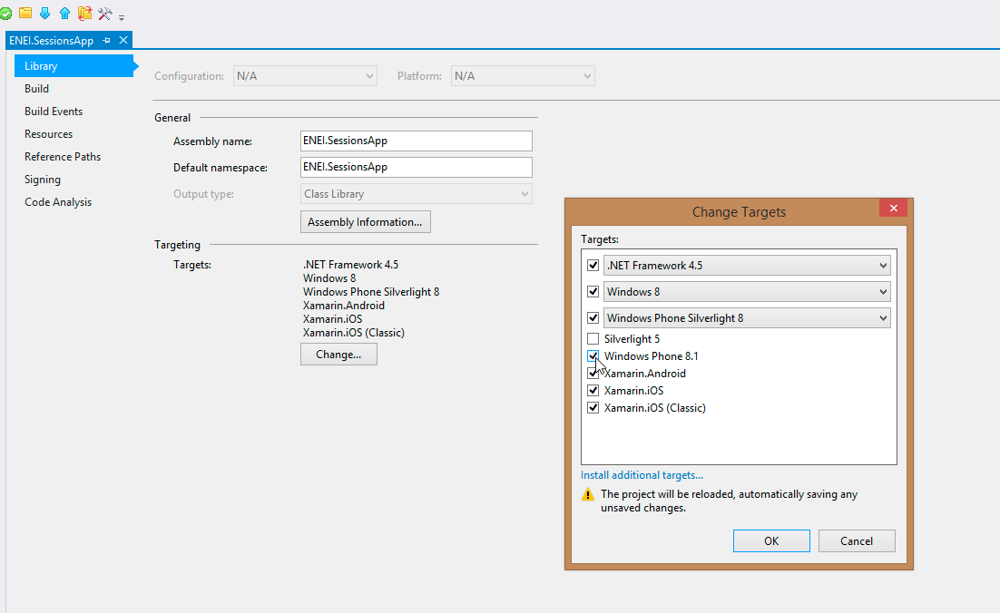 ENEI.SessionsApp
Library
Build
Build Events
Resources
Reference Paths
Signing
Code Analysis
Configuration: N/A Platform: N/A
General
Assembly name: ENEI.SessionsApp
Default namespace: ENEI.SessionsApp
Output type: Class Library
Assembly Information...
Targeting
Targets: .NET Framework 4.5
Windows 8
Windows Phone Silverlight 8
Xamarin.Android
Xamarin.iOS
Xamarin.iOS (Classic)
Change...
Change Targets
Targets:
.NET Framework 4.5
Windows 8
Windows Phone Silverlight 8
Silverlight 5
Windows Phone 8.1
Xamarin.Android
Xamarin.iOS
Xamarin.iOS (Classic)
Install additional targets...
The project will be reloaded, automatically saving any
unsaved changes.
OK Cancel